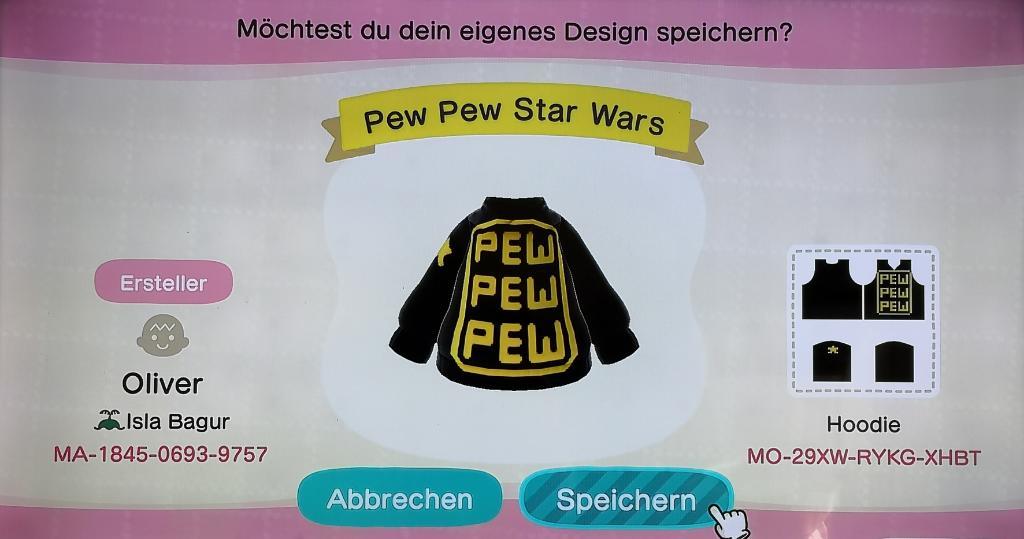 Möchtest du dein eigenes Design speichern?
Pew Pew Star Wars
PEW
PEW
PEW
Ersteller
Oliver
Isla Bagur
MA-1845-0693-9757
PEW
PEW
PEW
Hoodie
MO-29XW-RYKG-XHBT
Abbrechen
Speichern